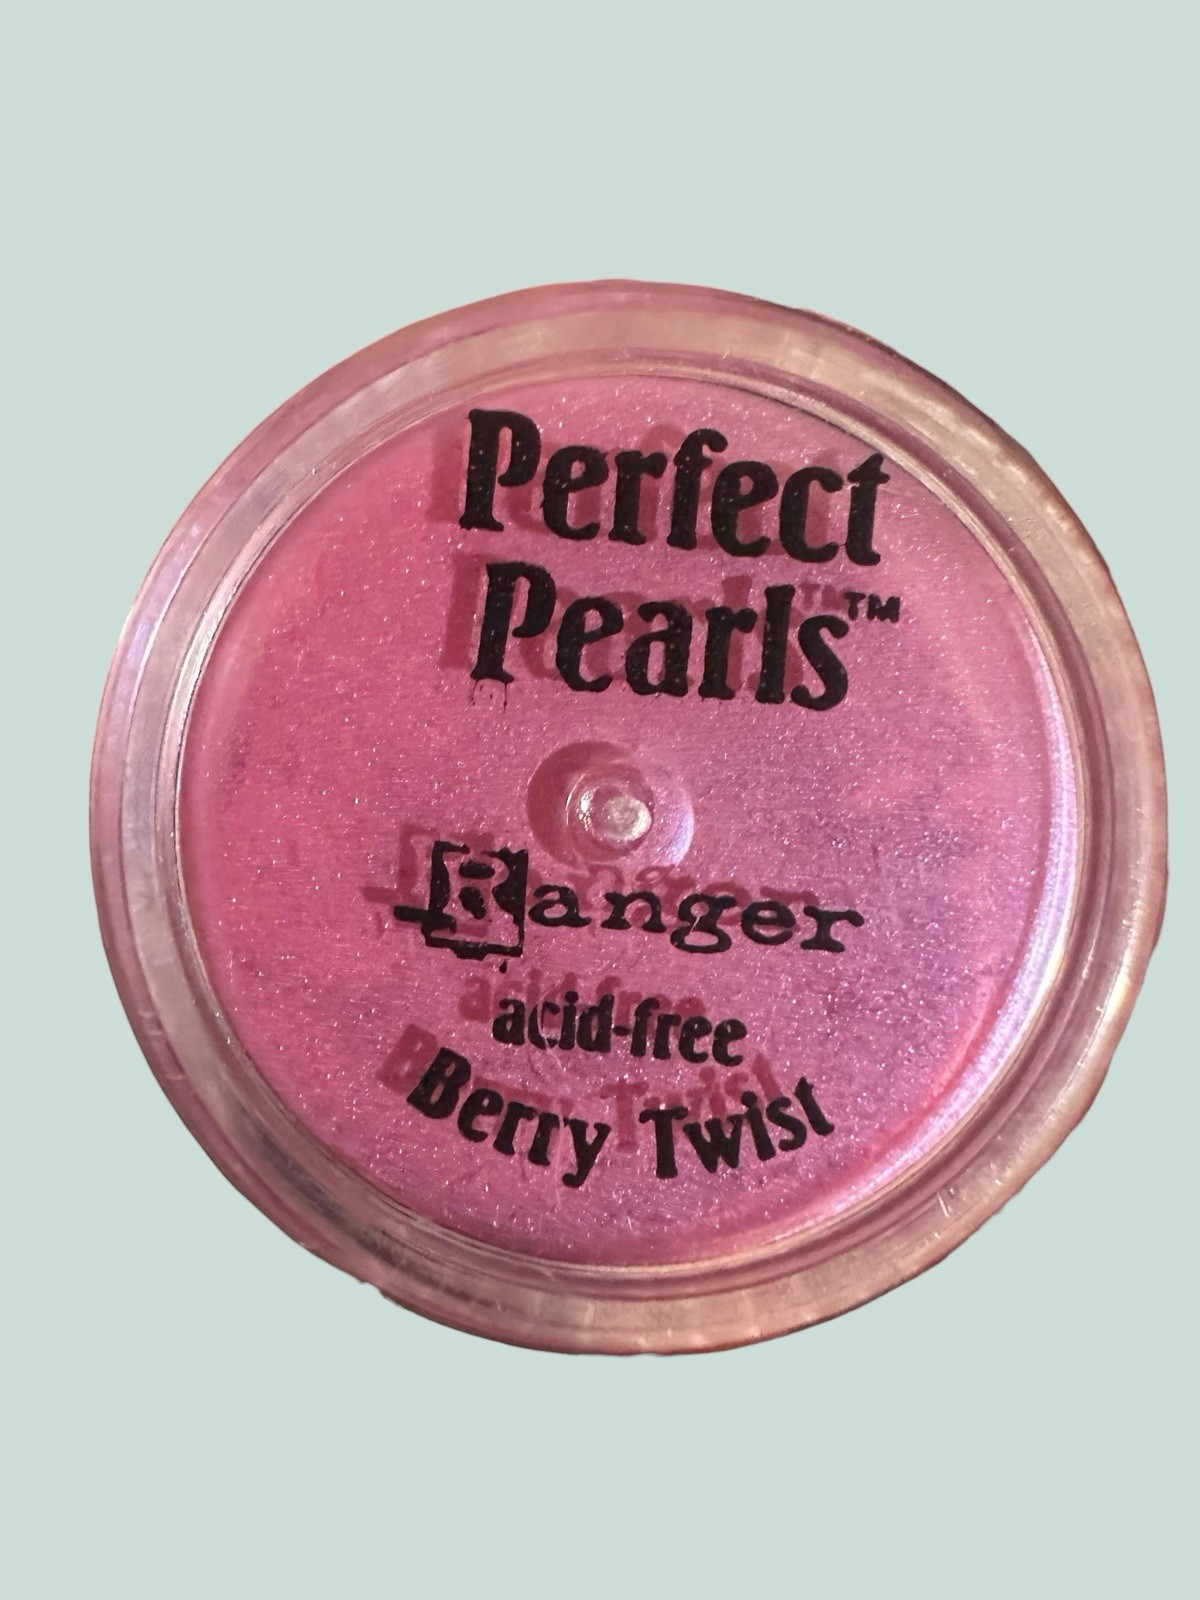 Perfect
Pearls™
Ranger
acid-free
Berry Twist